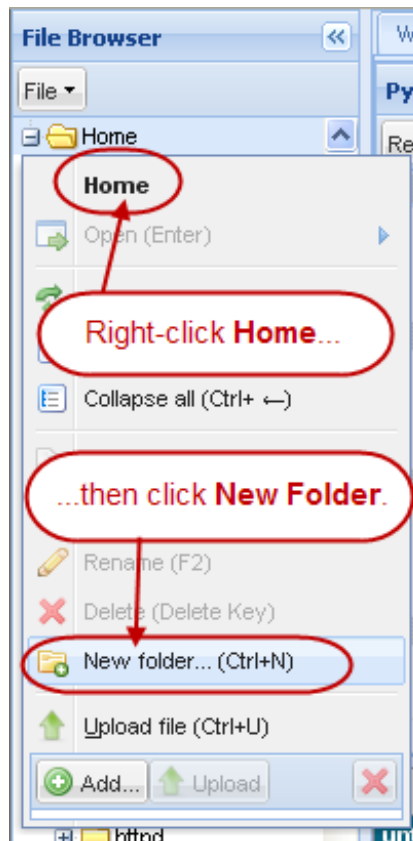 File Browser
W
File
Py
Home
Re
Home
Open (Enter)
Right-click Home...
Collapse all (Ctrl+ ←)
...then click New Folder.
Rename (F2)
Delete (Delete Key)
New folder... (Ctrl+N)
Upload file (Ctrl+U)
Add... Upload
httpd